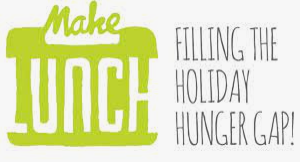 Make
LUNCH
FILLING THE
HOLIDAY
HUNGER GAP!